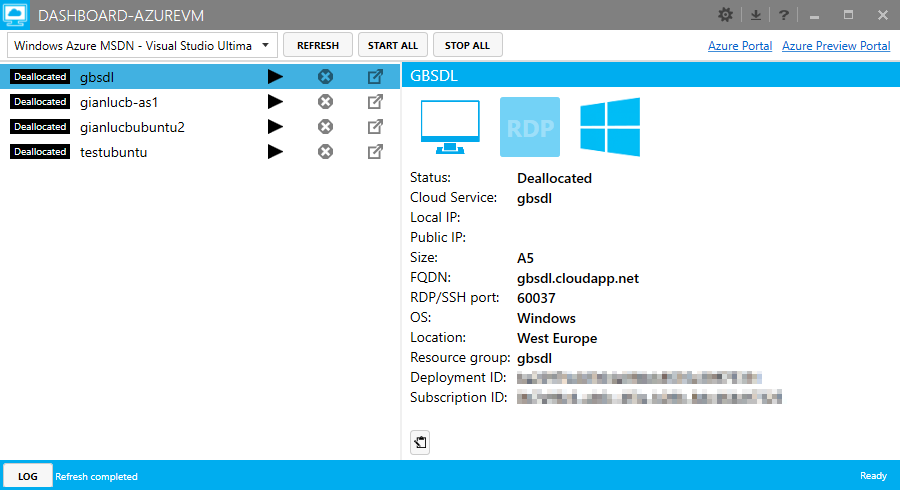 DASHBOARD-AZUREVM
?
Windows Azure MSDN - Visual Studio Ultima REFRESH START ALL STOP ALL Azure Portal Azure Preview Portal
Deallocated gbsdl
Deallocated gianlucb-as1
Deallocated gianlucbubuntu2
Deallocated testubuntu
GBSDL
RDP
Status: Deallocated
Cloud Service: gbsdl
Local IP:
Public IP:
Size: A5
FQDN: gbsdl.cloudapp.net
RDP/SSH port: 60037
OS: Windows
Location: West Europe
Resource group: gbsdl
Deployment ID:
Subscription ID:
LOG Refresh completed Ready